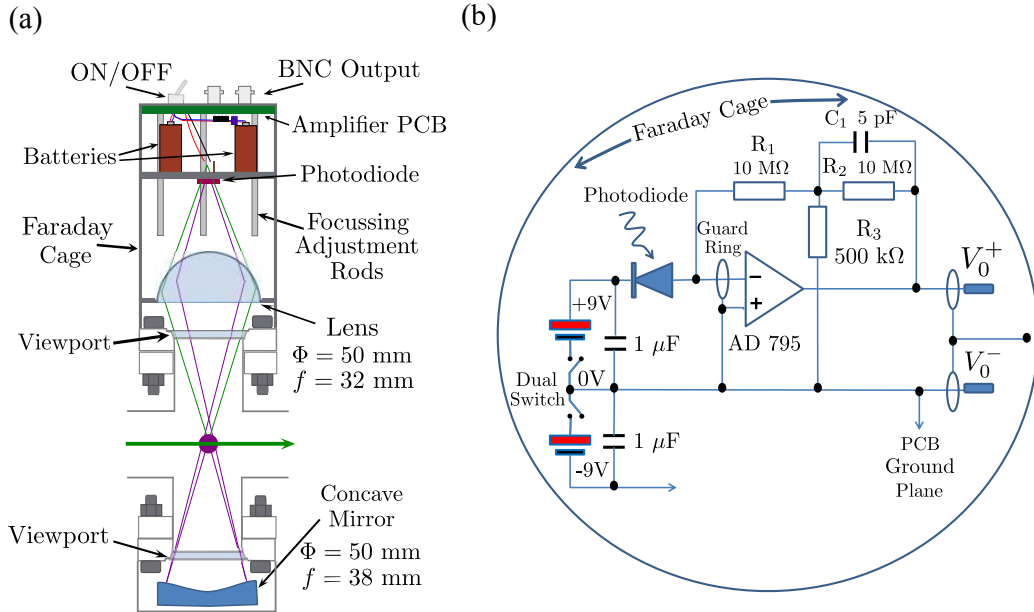 (a)
ON/OFF
BNC Output
Amplifier PCB
Batteries
Photodiode
Faraday
Cage
Focussing
Adjustment
Rods
Lens
Viewport
Φ = 50 mm
f = 32 mm
Concave
Mirror
Viewport
Φ = 50 mm
f = 38 mm
(b)
Faraday Cage
C1 5 pF
R1
10 MΩ
R2 10 MΩ
Photodiode
Guard
Ring
R3
500 kΩ
V0+
−
+
+9V
AD 795
1 μF
Dual
Switch
0V
V0−
1 μF
-9V
PCB
Ground
Plane